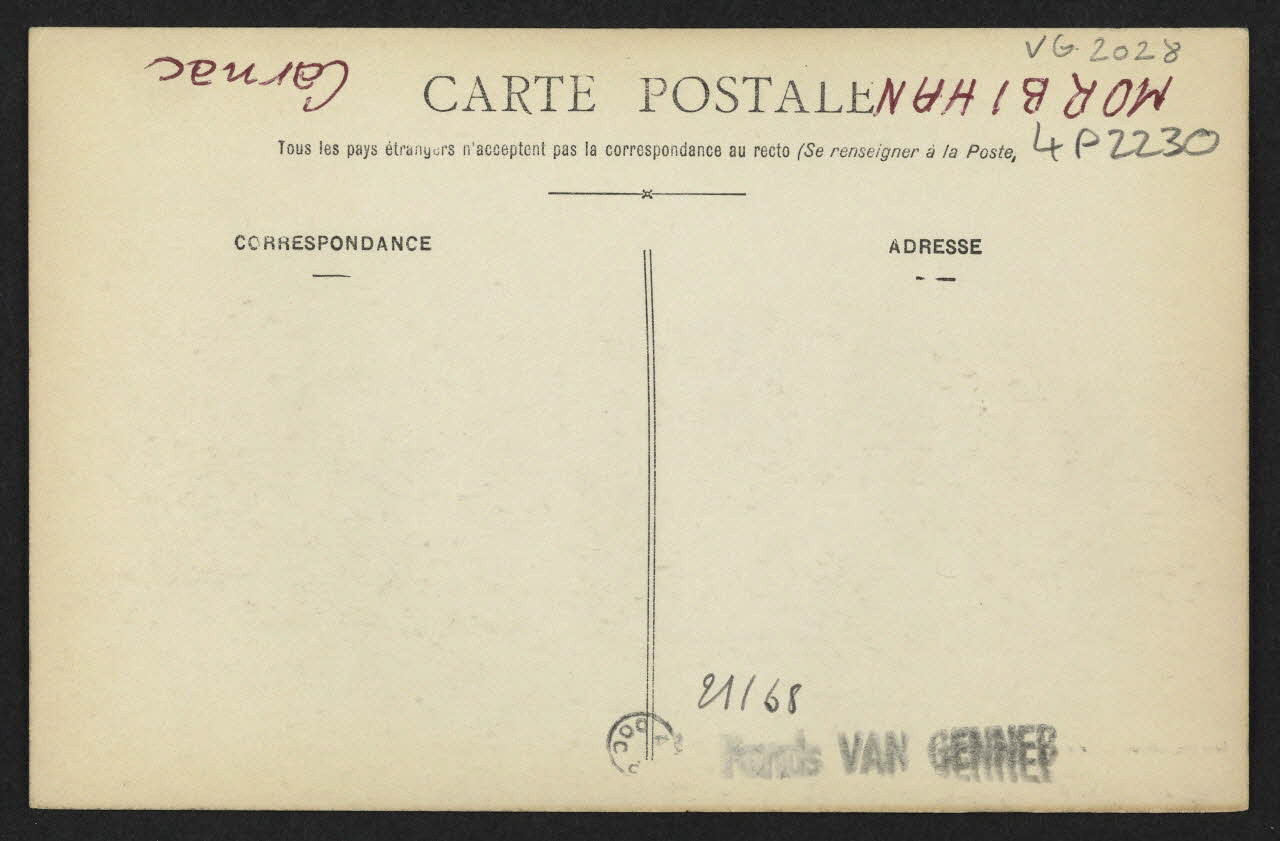 VG. 2028
Carnac
CARTE POSTALE
MORBIHAN
Tous les pays étrangers n'acceptent pas la correspondance au recto (Se renseigner à la Poste,
4P2230
CORRESPONDANCE
ADRESSE
21/68
DOC
Fonds VAN GENNEP